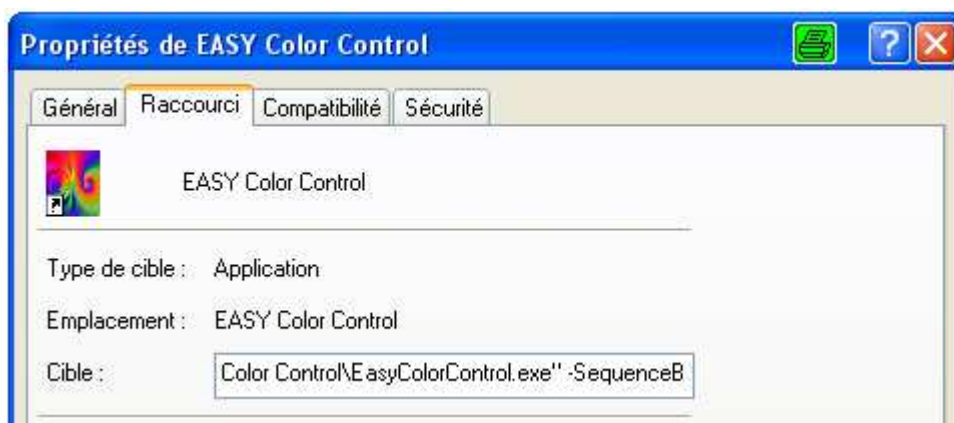 Propriétés de EASY Color Control
Général Raccourci Compatibilité Sécurité
EASY Color Control
Type de cible : Application
Emplacement : EASY Color Control
Cible : Color Control\EasyColorControl.exe" -SequenceB